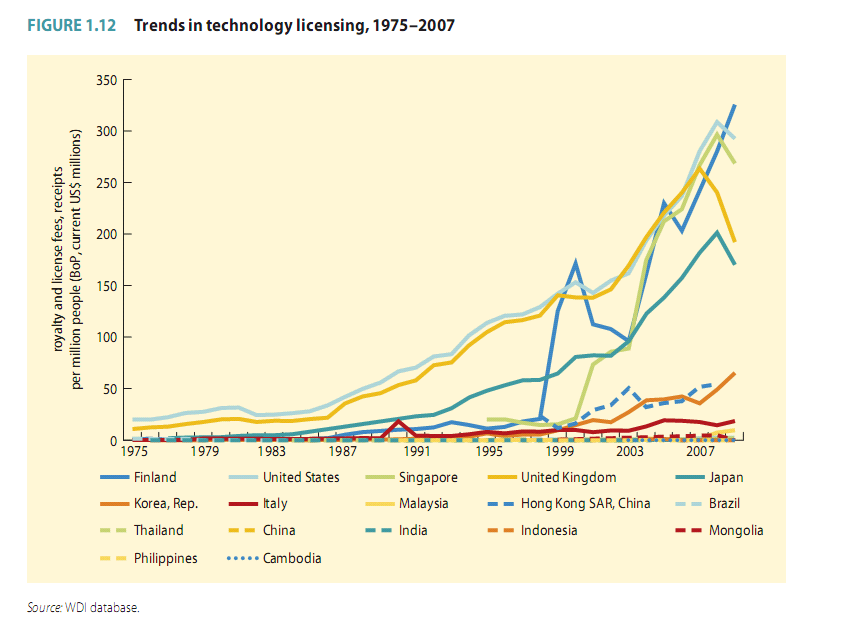 FIGURE 1.12 Trends in technology licensing, 1975–2007
royalty and license fees, receipts
per million people (BoP, current US$ millions)
350
300
250
200
150
100
50
0
1975 1979 1983 1987 1991 1995 1999 2003 2007
Finland United States Singapore United Kingdom Japan
Korea, Rep. Italy Malaysia Hong Kong SAR, China Brazil
Thailand China India Indonesia Mongolia
Philippines Cambodia
Source: WDI database.